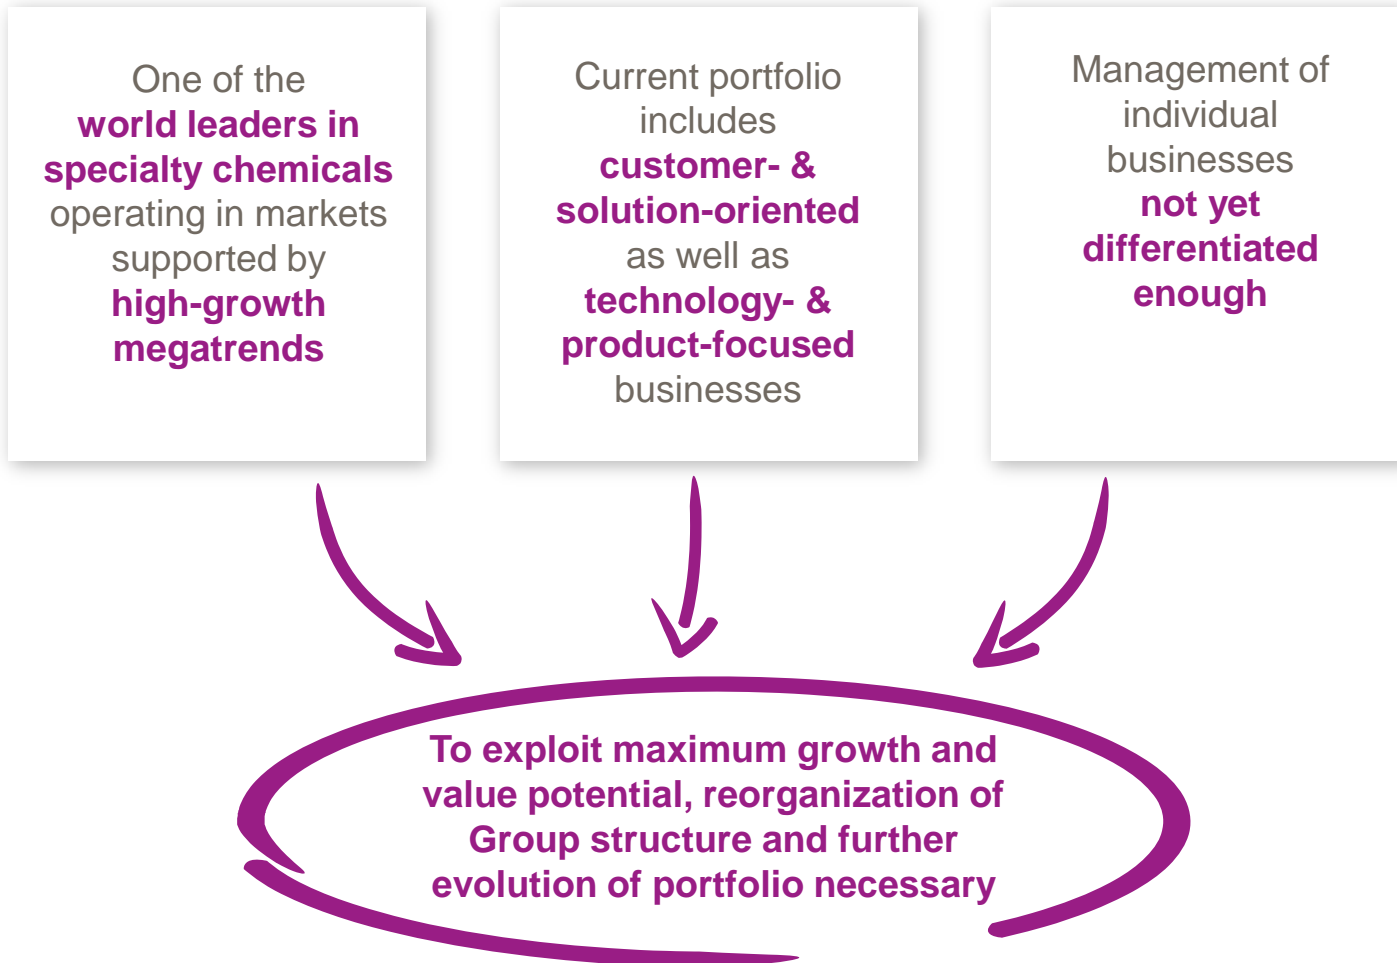 One of the
world leaders in
specialty chemicals
operating in markets
supported by
high-growth
megatrends
Current portfolio
includes
customer- &
solution-oriented
as well as
technology- &
product-focused
businesses
Management of
individual
businesses
not yet
differentiated
enough
To exploit maximum growth and
value potential, reorganization of
Group structure and further
evolution of portfolio necessary